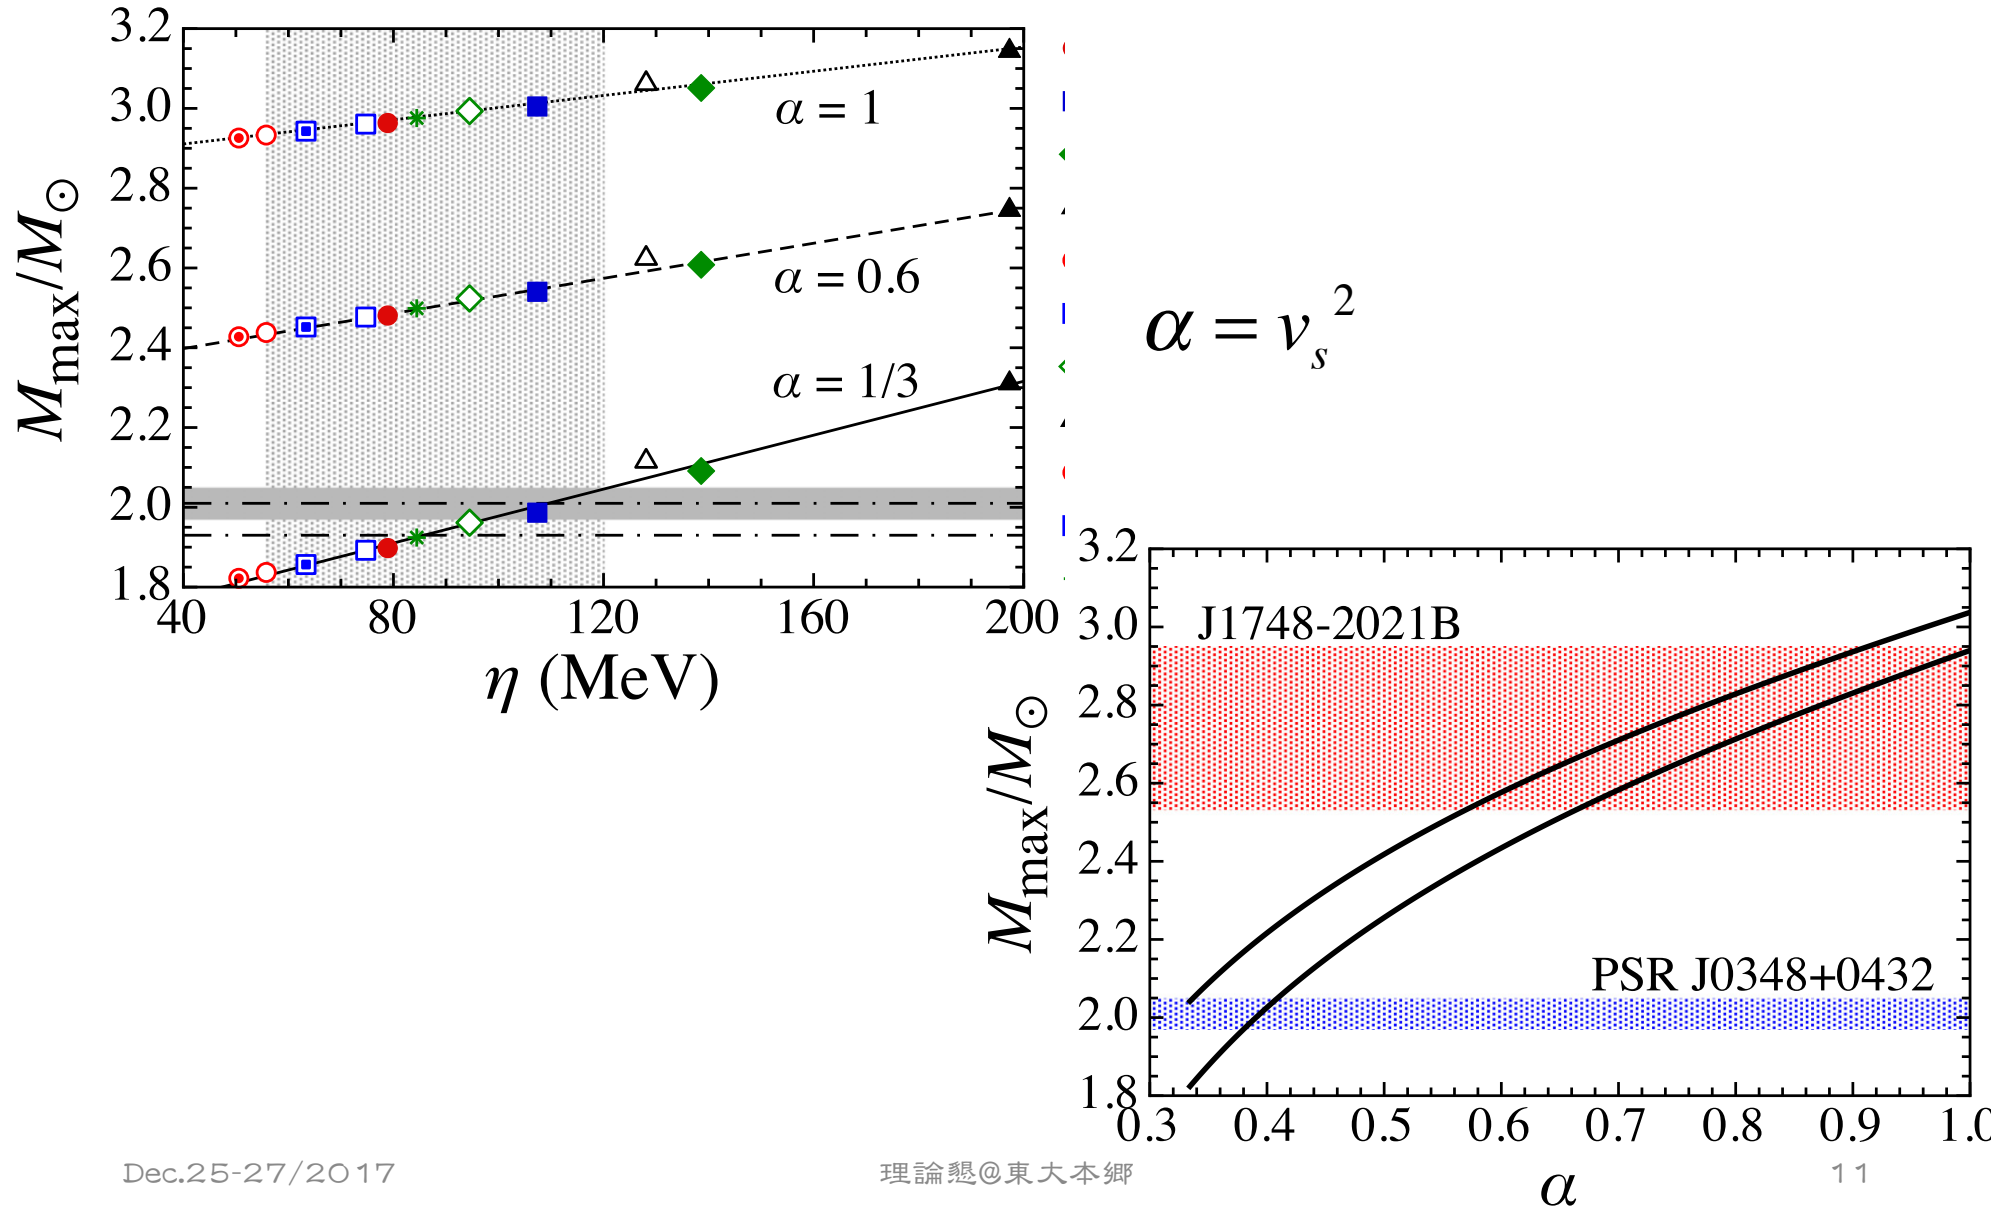 3.2
3.0
2.8
2.6
2.4
2.2
2.0
1.8
M_max/M_⊙
α = 1
α = 0.6
α = 1/3
40 80 120 160 200
η (MeV)
α = v_s^2
3.2
3.0
2.8
2.6
2.4
2.2
2.0
1.8
M_max/M_⊙
J1748-2021B
PSR J0348+0432
0.3 0.4 0.5 0.6 0.7 0.8 0.9 1.0
α
Dec.25-27/2017 理論懇@東大本郷 11